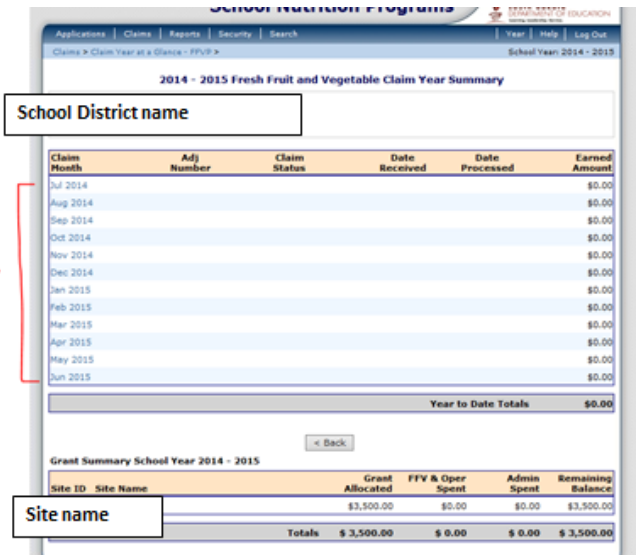 School Nutrition Programs
DEPARTMENT OF EDUCATION
Applications | Claims | Reports | Security | Search | Year | Help | Log Out
Claims > Claim Year at a Glance - FFVP > School Year: 2014 - 2015
2014 - 2015 Fresh Fruit and Vegetable Claim Year Summary
School District name
Claim Month Adj Number Claim Status Date Received Date Processed Earned Amount
Jul 2014 $0.00
Aug 2014 $0.00
Sep 2014 $0.00
Oct 2014 $0.00
Nov 2014 $0.00
Dec 2014 $0.00
Jan 2015 $0.00
Feb 2015 $0.00
Mar 2015 $0.00
Apr 2015 $0.00
May 2015 $0.00
Jun 2015 $0.00
Year to Date Totals $0.00
< Back
Grant Summary School Year 2014 - 2015
Site ID Site Name Grant Allocated FFV & Oper Spent Admin Spent Remaining Balance
Site name
$3,500.00 $0.00 $0.00 $3,500.00
Totals $ 3,500.00 $ 0.00 $ 0.00 $ 3,500.00